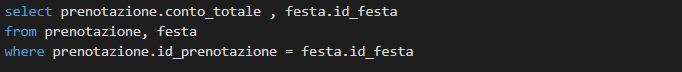 select prenotazione.conto_totale , festa.id_festa
from prenotazione, festa
where prenotazione.id_prenotazione = festa.id_festa